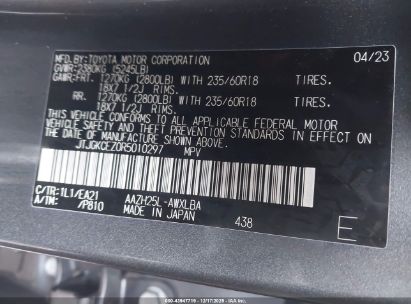 MFD.BY:TOYOTA MOTOR CORPORATION 04/23
GVWR:2380KG (5245LB)
GAWR:FRT. 1270KG (2800LB) WITH 235/60R18 TIRES.
18X7 1/2J RIMS.
RR. 1270KG (2800LB) WITH 235/60R18 TIRES.
18X7 1/2J RIMS.
THIS VEHICLE CONFORMS TO ALL APPLICABLE FEDERAL MOTOR
VEHICLE SAFETY AND BUMPER STANDARDS IN EFFECT ON
THE DATE OF MANUFACTURE SHOWN ABOVE.
JTJGKCEZ0R5010297 MPV
C/TR:1L1/EA21 AAZH25L-AWXLBA
A/TM: /P810 MADE IN JAPAN 438 E